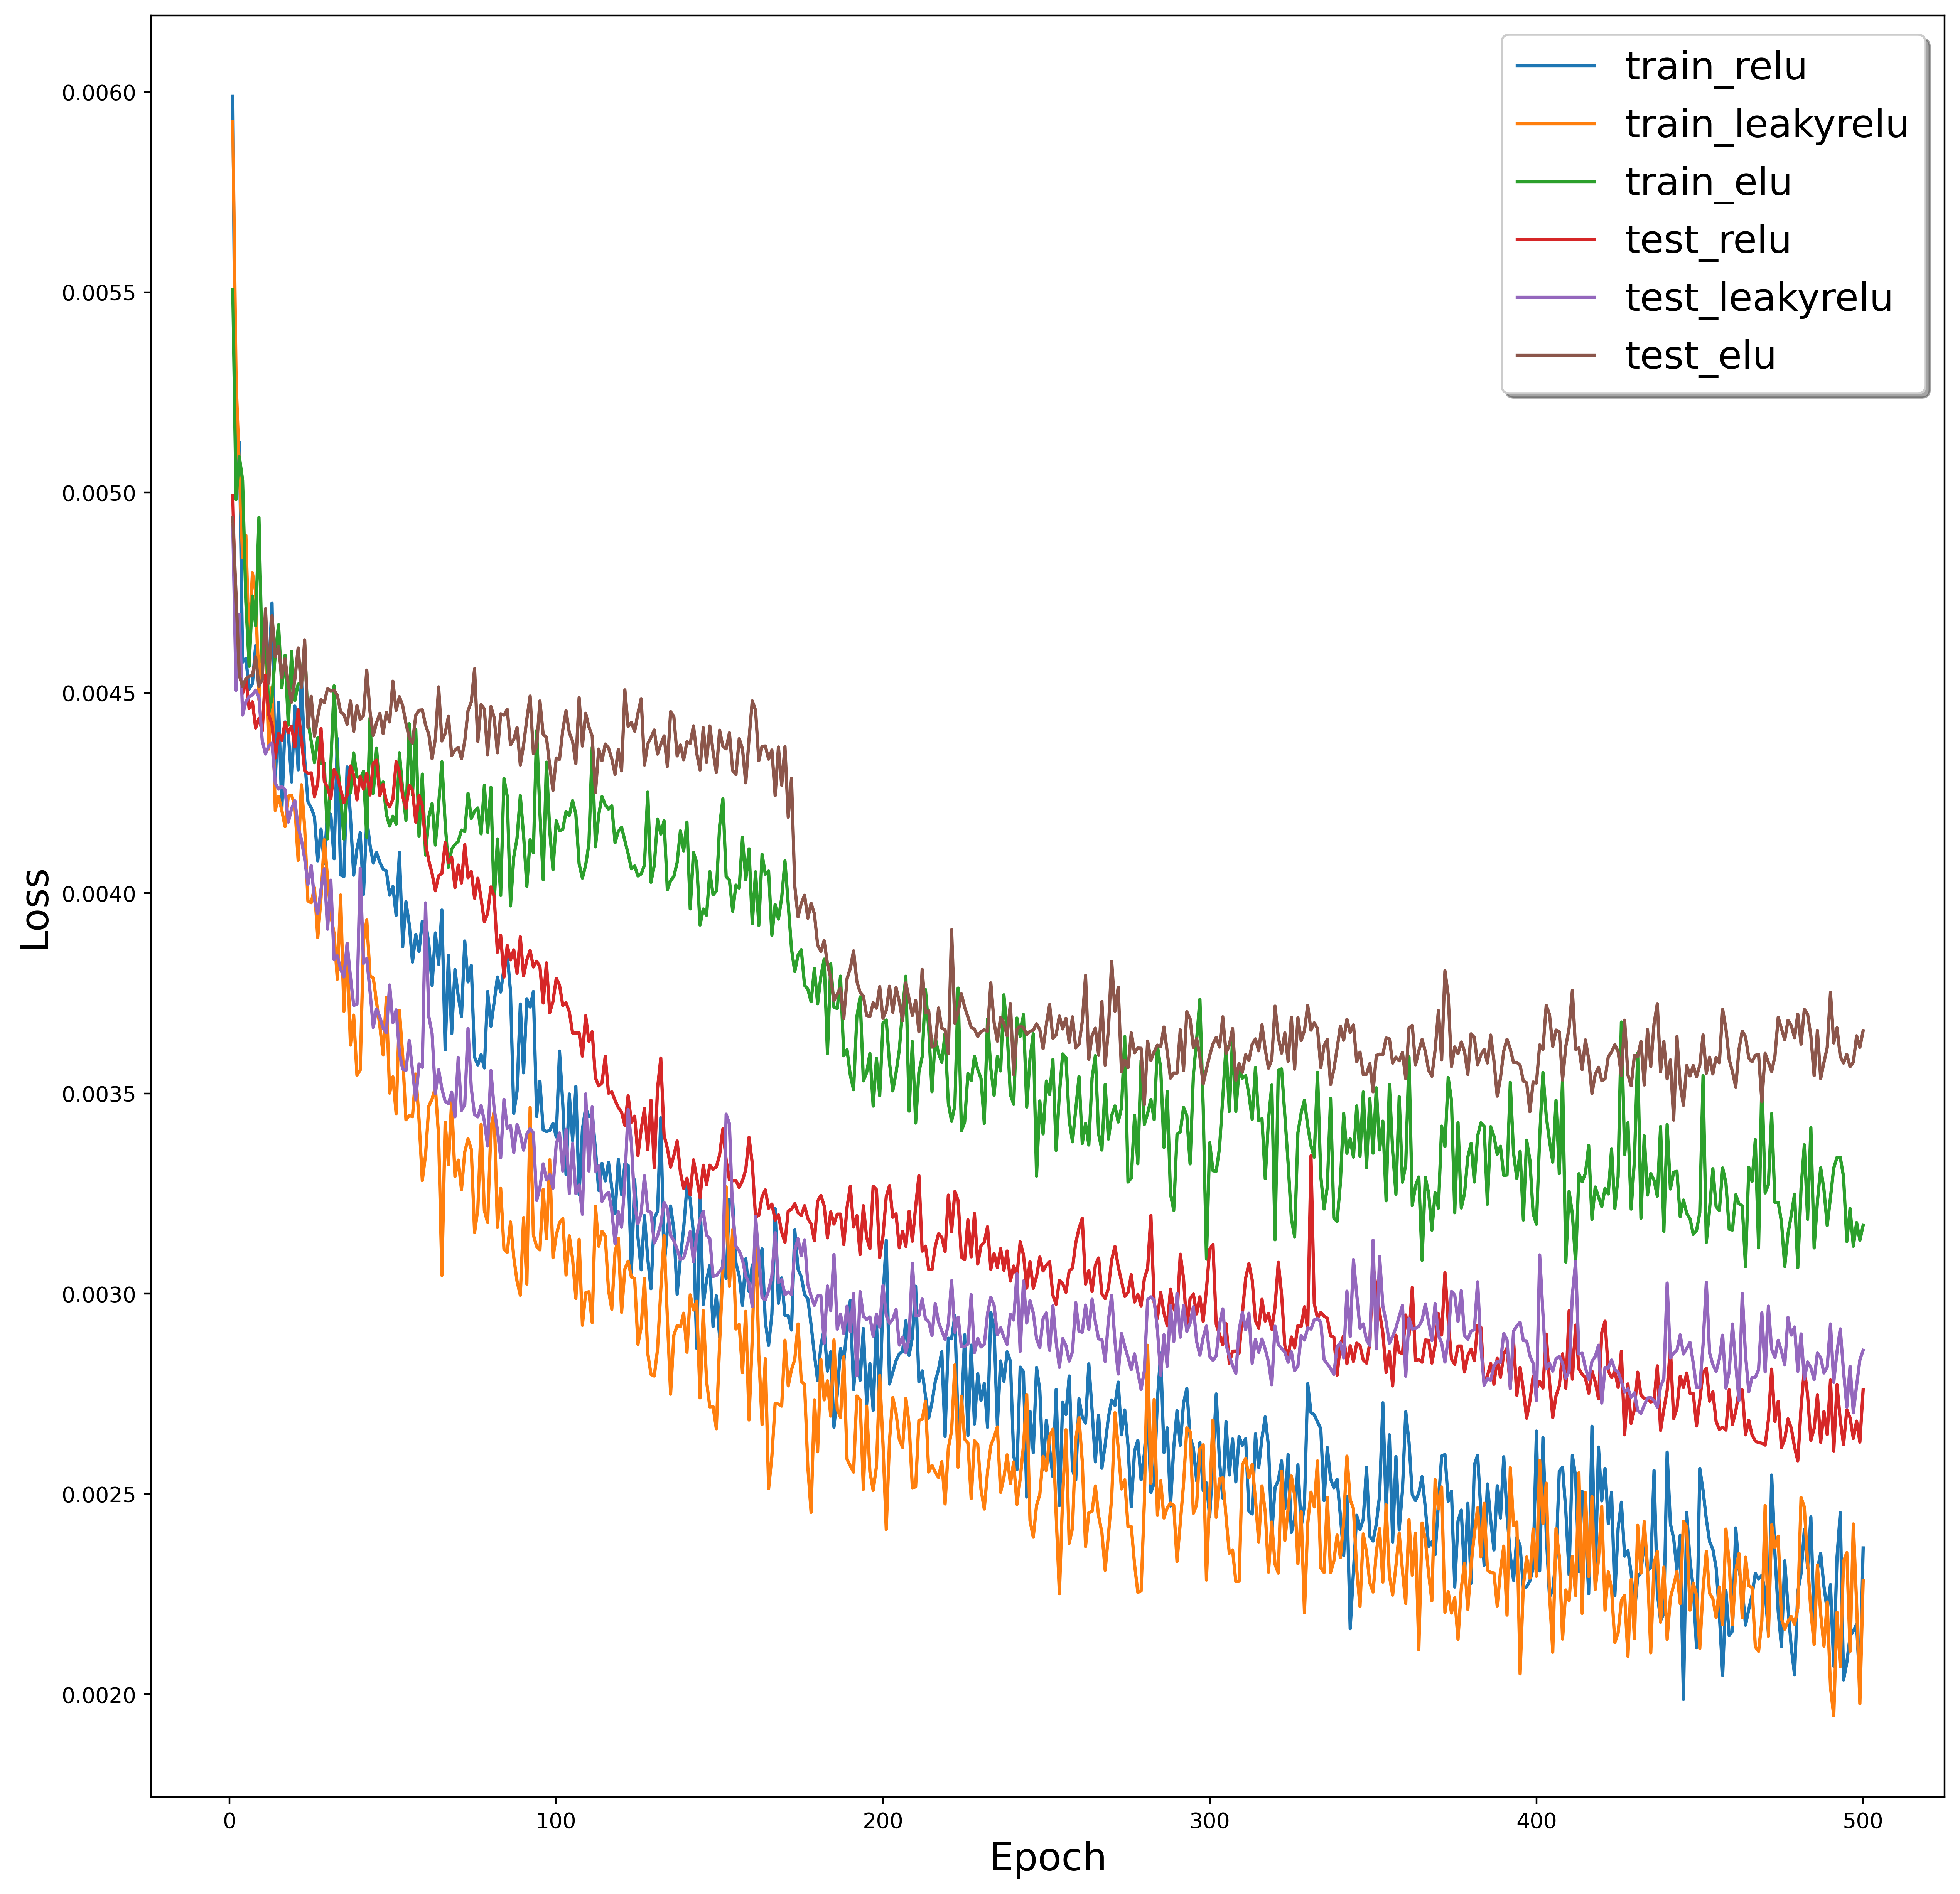 train_relu
train_leakyrelu
train_elu
test_relu
test_leakyrelu
test_elu
0.0060
0.0055
0.0050
0.0045
0.0040
0.0035
0.0030
0.0025
0.0020
Loss
0 100 200 300 400 500
Epoch